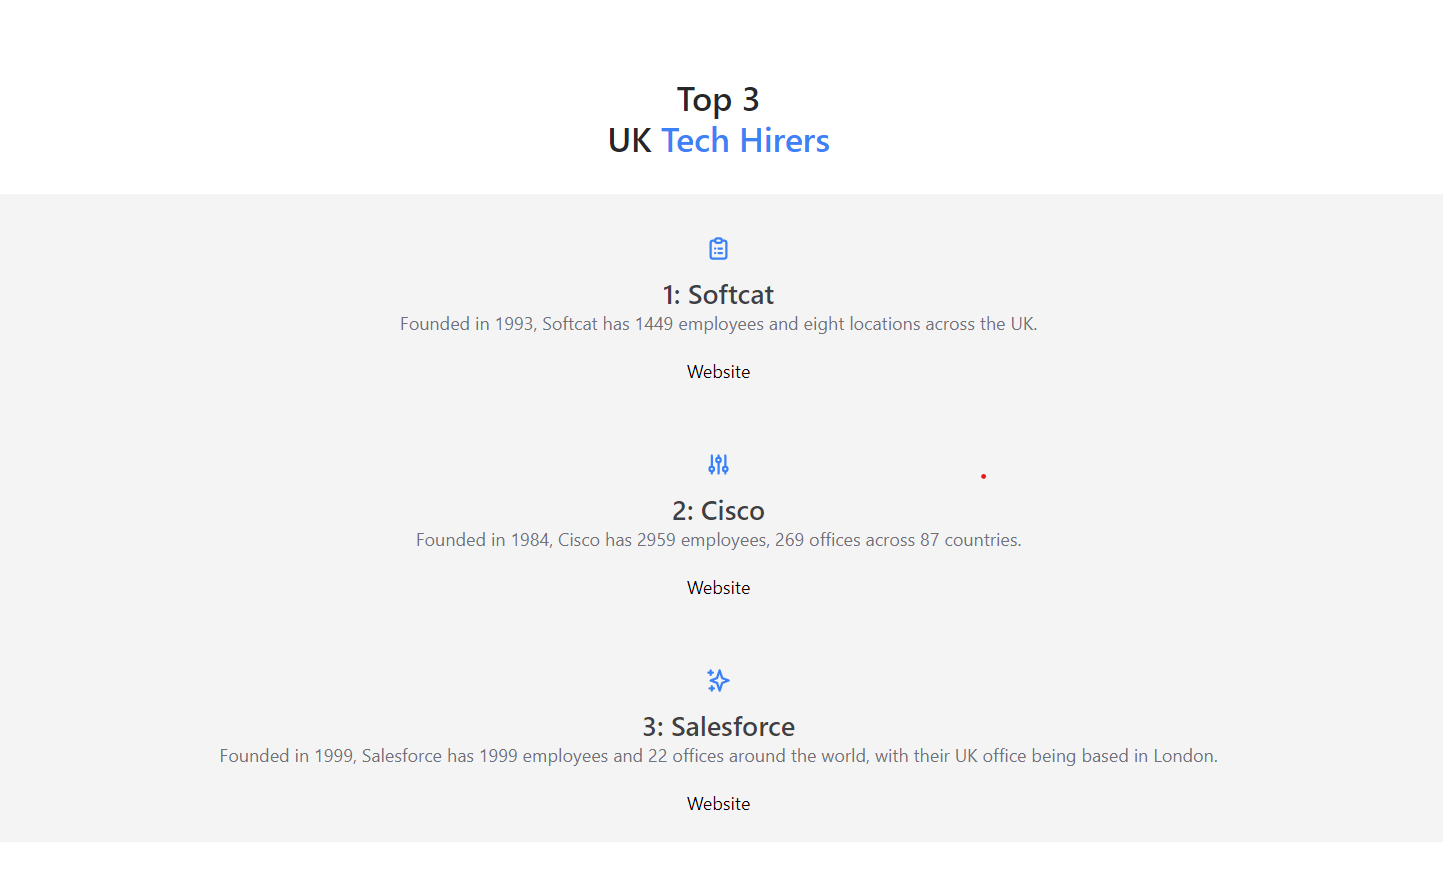 Top 3
UK Tech Hirers
1: Softcat
Founded in 1993, Softcat has 1449 employees and eight locations across the UK.
Website
2: Cisco
Founded in 1984, Cisco has 2959 employees, 269 offices across 87 countries.
Website
3: Salesforce
Founded in 1999, Salesforce has 1999 employees and 22 offices around the world, with their UK office being based in London.
Website